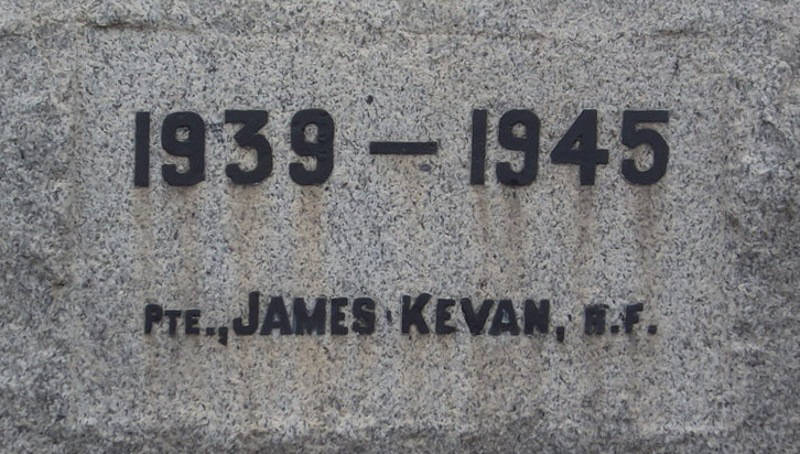 1939 — 1945
PTE., JAMES KEVAN,